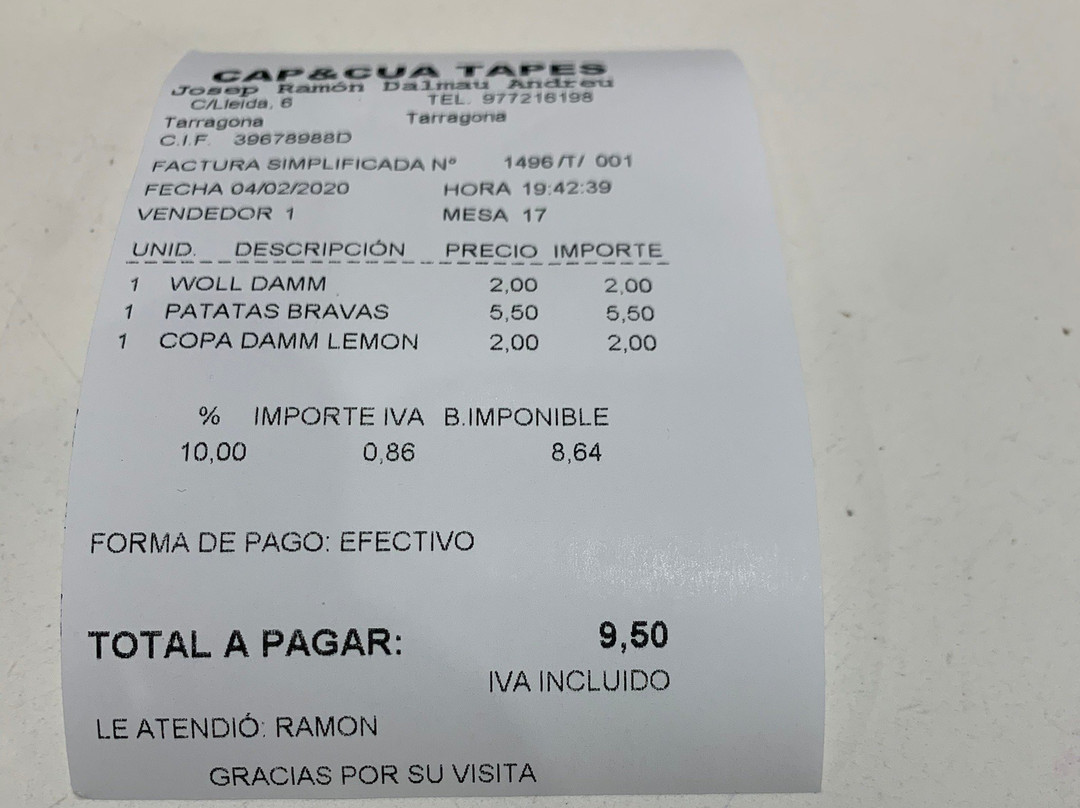 CAP&CUA TAPES
Josep Ramón Dalmau Andreu
C/Lleida, 6 TEL. 977216198
Tarragona Tarragona
C.I.F. 39678988D
FACTURA SIMPLIFICADA Nº 1496 /T/ 001
FECHA 04/02/2020 HORA 19:42:39
VENDEDOR 1 MESA 17
UNID. DESCRIPCIÓN PRECIO IMPORTE
1 WOLL DAMM 2,00 2,00
1 PATATAS BRAVAS 5,50 5,50
1 COPA DAMM LEMON 2,00 2,00
% IMPORTE IVA B.IMPONIBLE
10,00 0,86 8,64
FORMA DE PAGO: EFECTIVO
TOTAL A PAGAR: 9,50
IVA INCLUIDO
LE ATENDIÓ: RAMON
GRACIAS POR SU VISITA